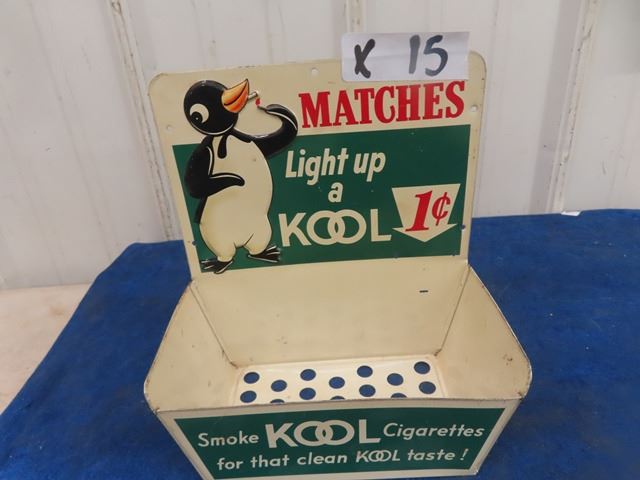 X 15
MATCHES
Light up
a
KOOL
1¢
Smoke KOOL Cigarettes
for that clean KOOL taste!